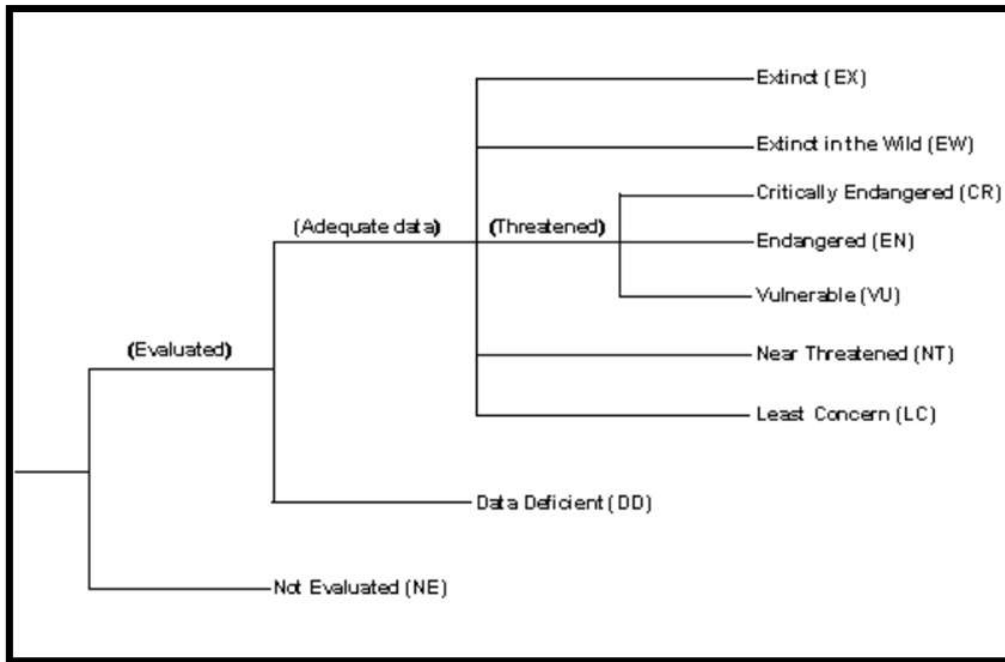 Extinct (EX)
Extinct in the Wild (EW)
Critically Endangered (CR)
(Adequate data)
(Threatened)
Endangered (EN)
Vulnerable (VU)
(Evaluated)
Near Threatened (NT)
Least Concern (LC)
Data Deficient (DD)
Not Evaluated (NE)